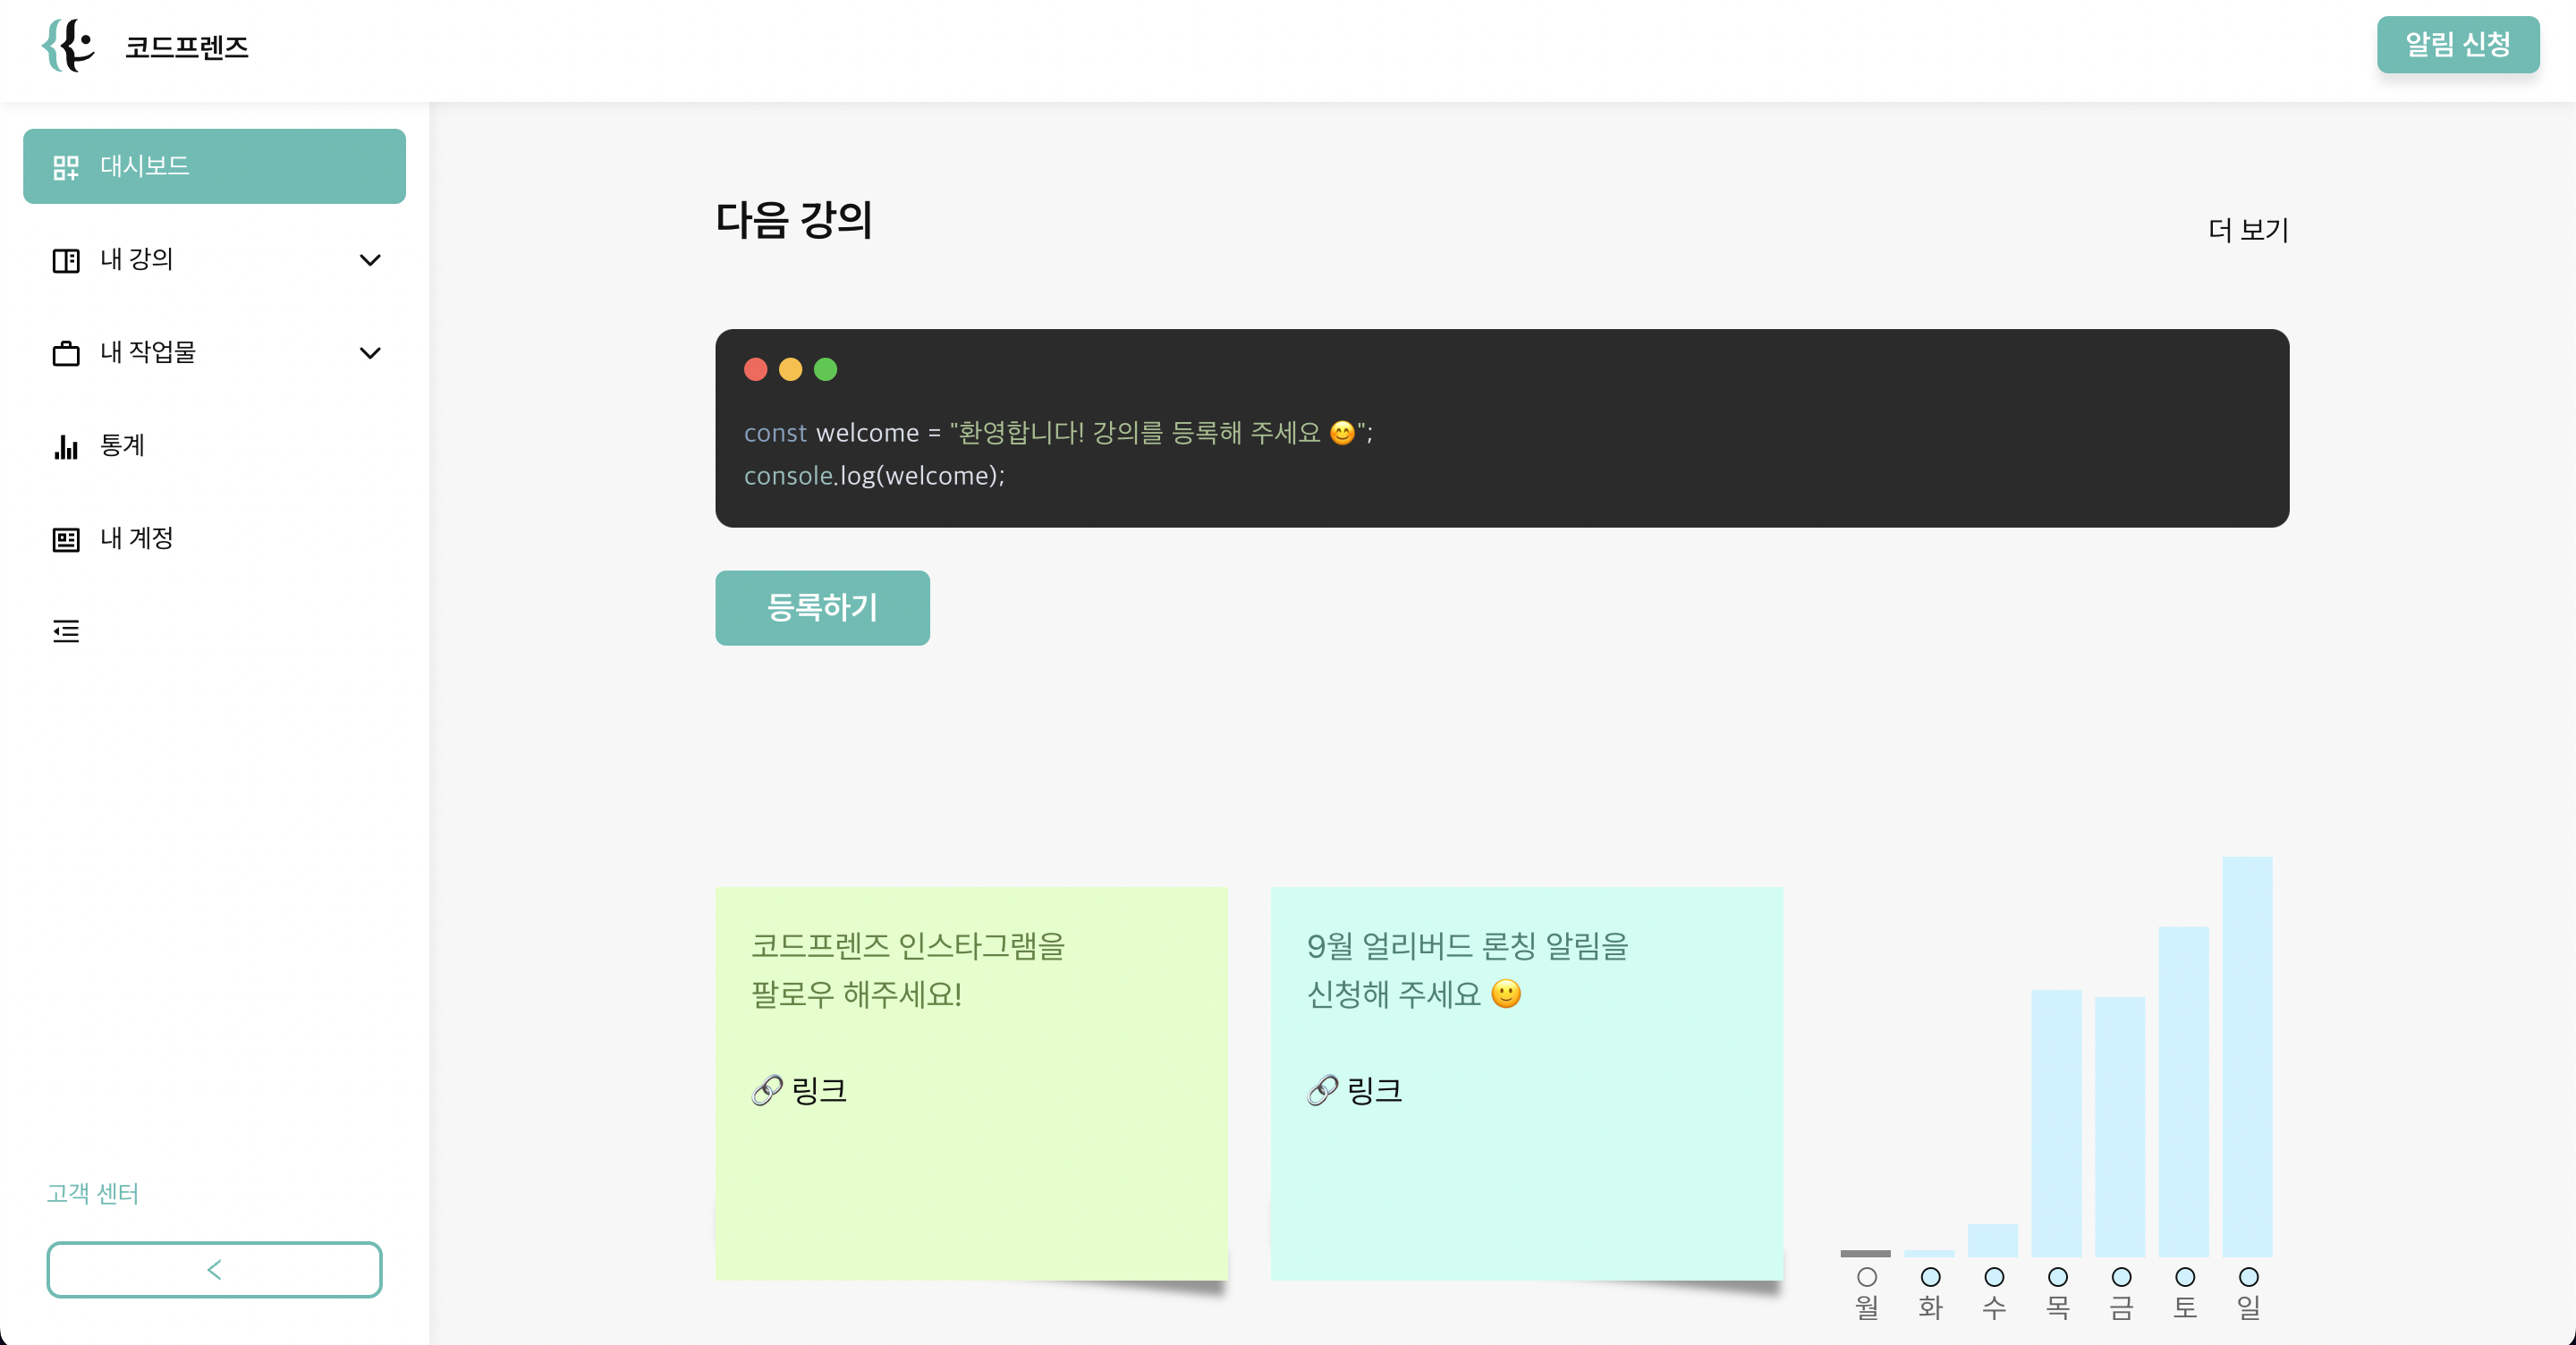 코드프렌즈
알림 신청
대시보드
내 강의
내 작업물
통계
내 계정
고객 센터
다음 강의
더 보기
const welcome = "환영합니다! 강의를 등록해 주세요 😊";
console.log(welcome);
등록하기
코드프렌즈 인스타그램을
팔로우 해주세요!
🔗 링크
9월 얼리버드 론칭 알림을
신청해 주세요 🙂
🔗 링크
월 화 수 목 금 토 일